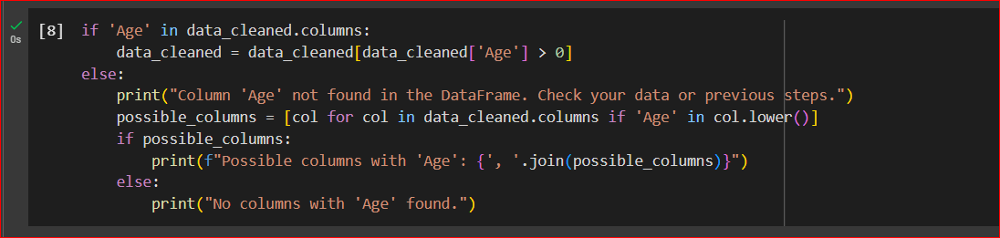 [8] if 'Age' in data_cleaned.columns:
        data_cleaned = data_cleaned[data_cleaned['Age'] > 0]
    else:
        print("Column 'Age' not found in the DataFrame. Check your data or previous steps.")
        possible_columns = [col for col in data_cleaned.columns if 'Age' in col.lower()]
        if possible_columns:
            print(f"Possible columns with 'Age': {', '.join(possible_columns)}")
        else:
            print("No columns with 'Age' found.")
0s